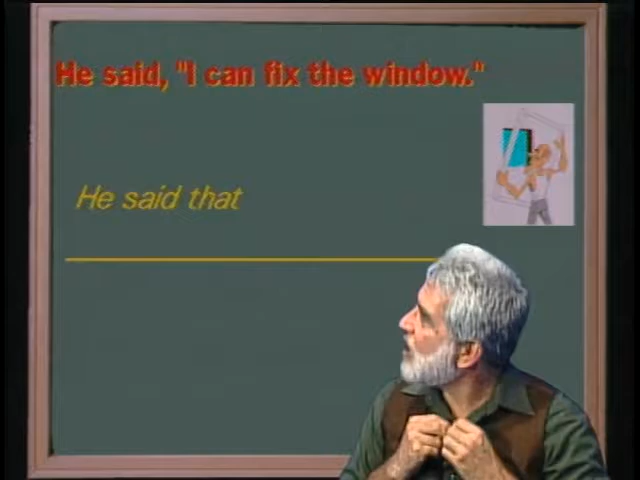 He said, "I can fix the window."
He said that